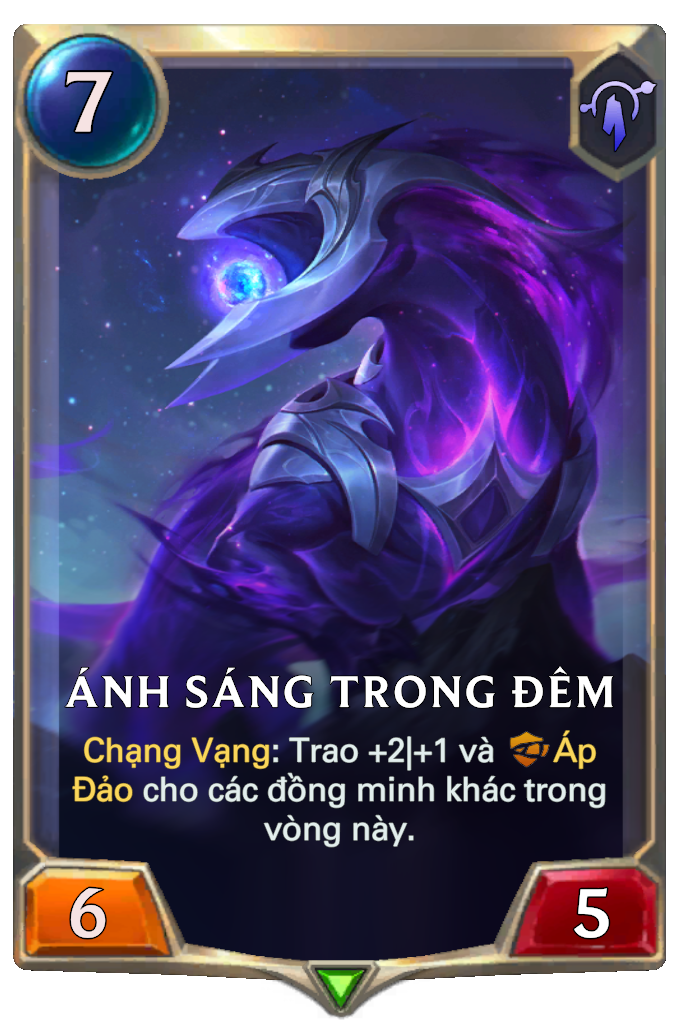 7
ÁNH SÁNG TRONG ĐÊM
Chạng Vạng: Trao +2|+1 và Áp
Đảo cho các đồng minh khác trong
vòng này.
6
5